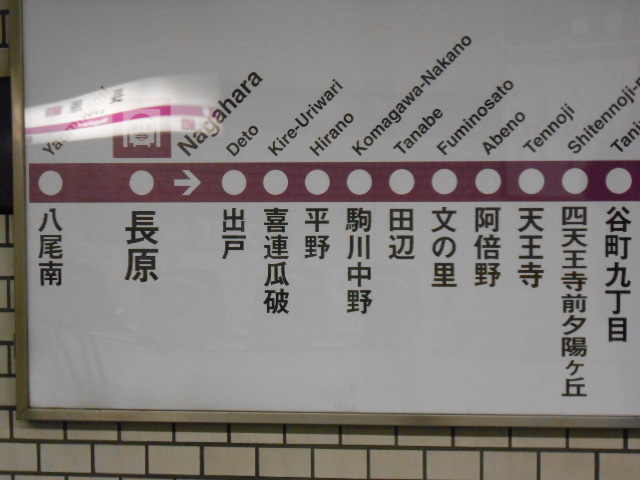 Nagahara
Deto
Kire-Uriwari
Hirano
Komagawa-Nakano
Tanabe
Fuminosato
Abeno
Tennoji
Shitennoji-
八尾南
長原
出戸
喜連瓜破
平野
駒川中野
田辺
文の里
阿倍野
天王寺
四天王寺前夕陽ヶ丘
谷町九丁目